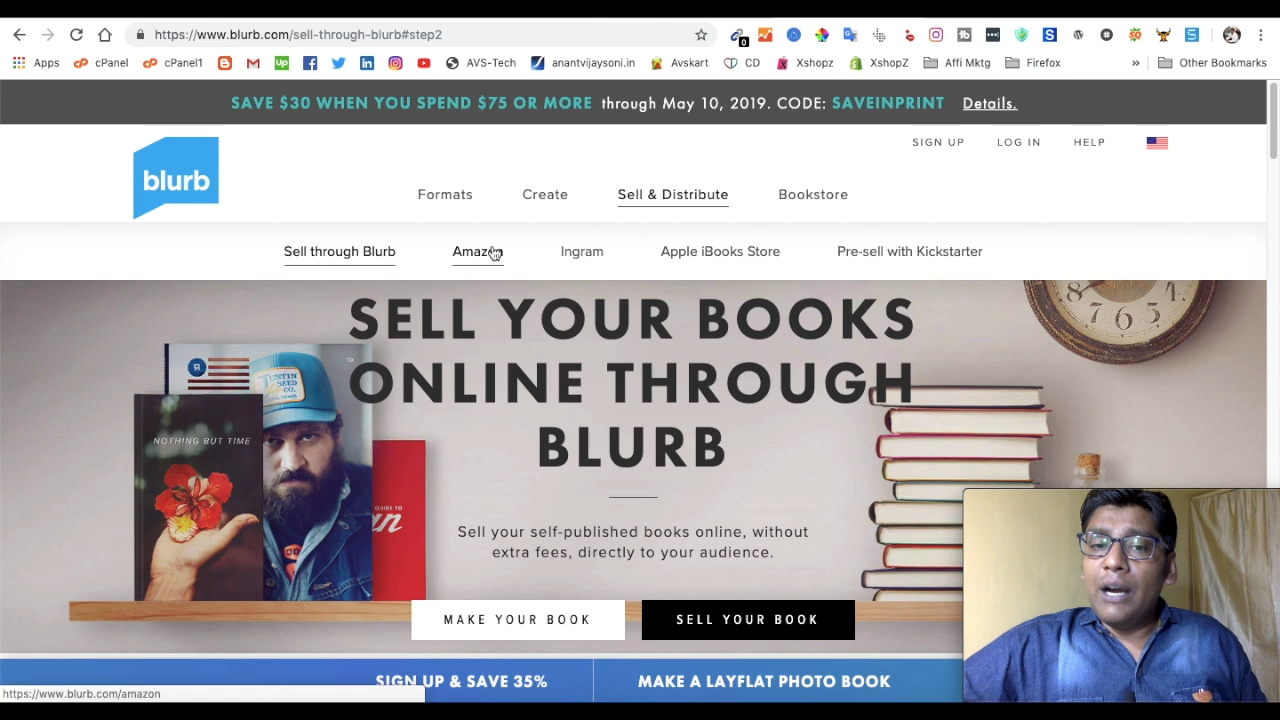 https://www.blurb.com/sell-through-blurb#step2
0
Apps cPanel cPanel1 Up AVS-Tech anantvijaysoni.in Avskart CD Xshopz XshopZ Affi Mktg Firefox » Other Bookmarks
SAVE $30 WHEN YOU SPEND $75 OR MORE through May 10, 2019. CODE: SAVEINPRINT Details.
SIGN UP LOG IN HELP
blurb
Formats Create Sell & Distribute Bookstore
Sell through Blurb Amazon Ingram Apple iBooks Store Pre-sell with Kickstarter
SELL YOUR BOOKS
ONLINE THROUGH
BLURB
NOTHING BUT TIME
GUIDE TO
Sell your self-published books online, without
extra fees, directly to your audience.
MAKE YOUR BOOK SELL YOUR BOOK
SIGN UP & SAVE 35% MAKE A LAYFLAT PHOTO BOOK
https://www.blurb.com/amazon